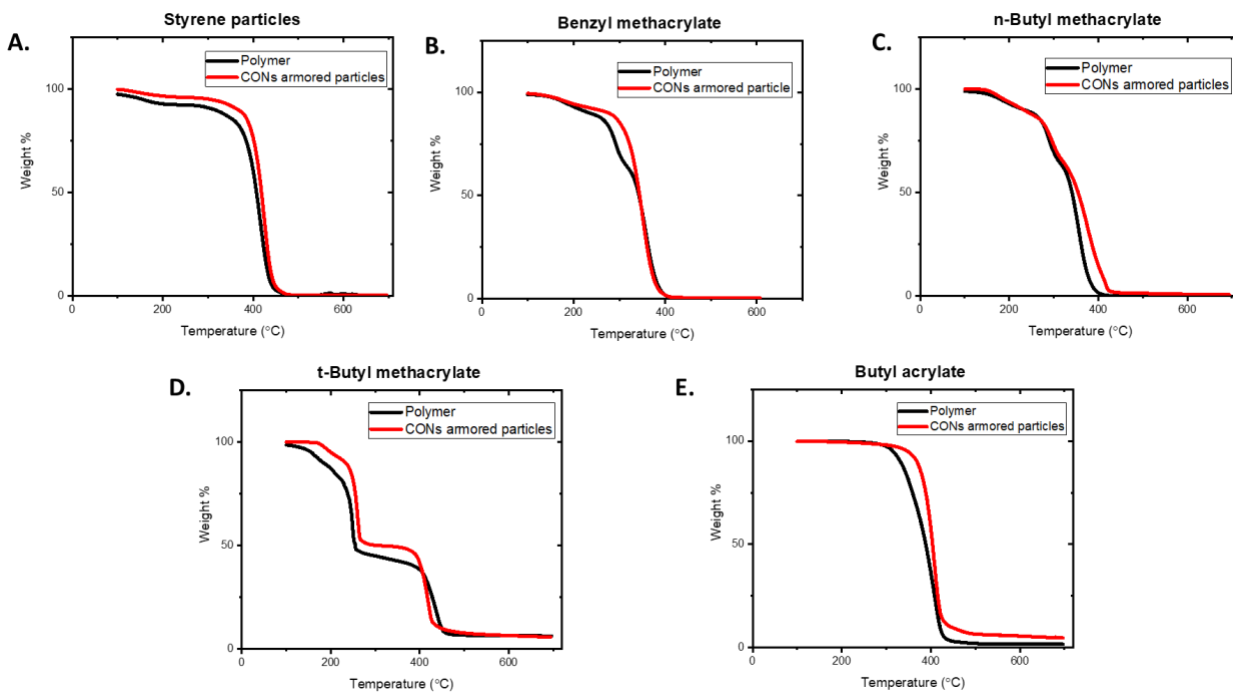 Styrene particles
A.
Polymer
CONs armored particles
100
50
0
Weight %
0
200
400
600
Temperature (°C)
Benzyl methacrylate
B.
Polymer
CONs armored particle
100
50
0
Weight %
0
200
400
600
Temperature (°C)
n-Butyl methacrylate
C.
Polymer
CONs armored particles
100
50
0
Weight %
0
200
400
600
Temperature (°C)
t-Butyl methacrylate
D.
Polymer
CONs armored particles
100
50
0
Weight %
0
200
400
600
Temperature (°C)
Butyl acrylate
E.
Polymer
CONs armored particles
100
50
0
Weight %
0
200
400
600
Temperature (°C)